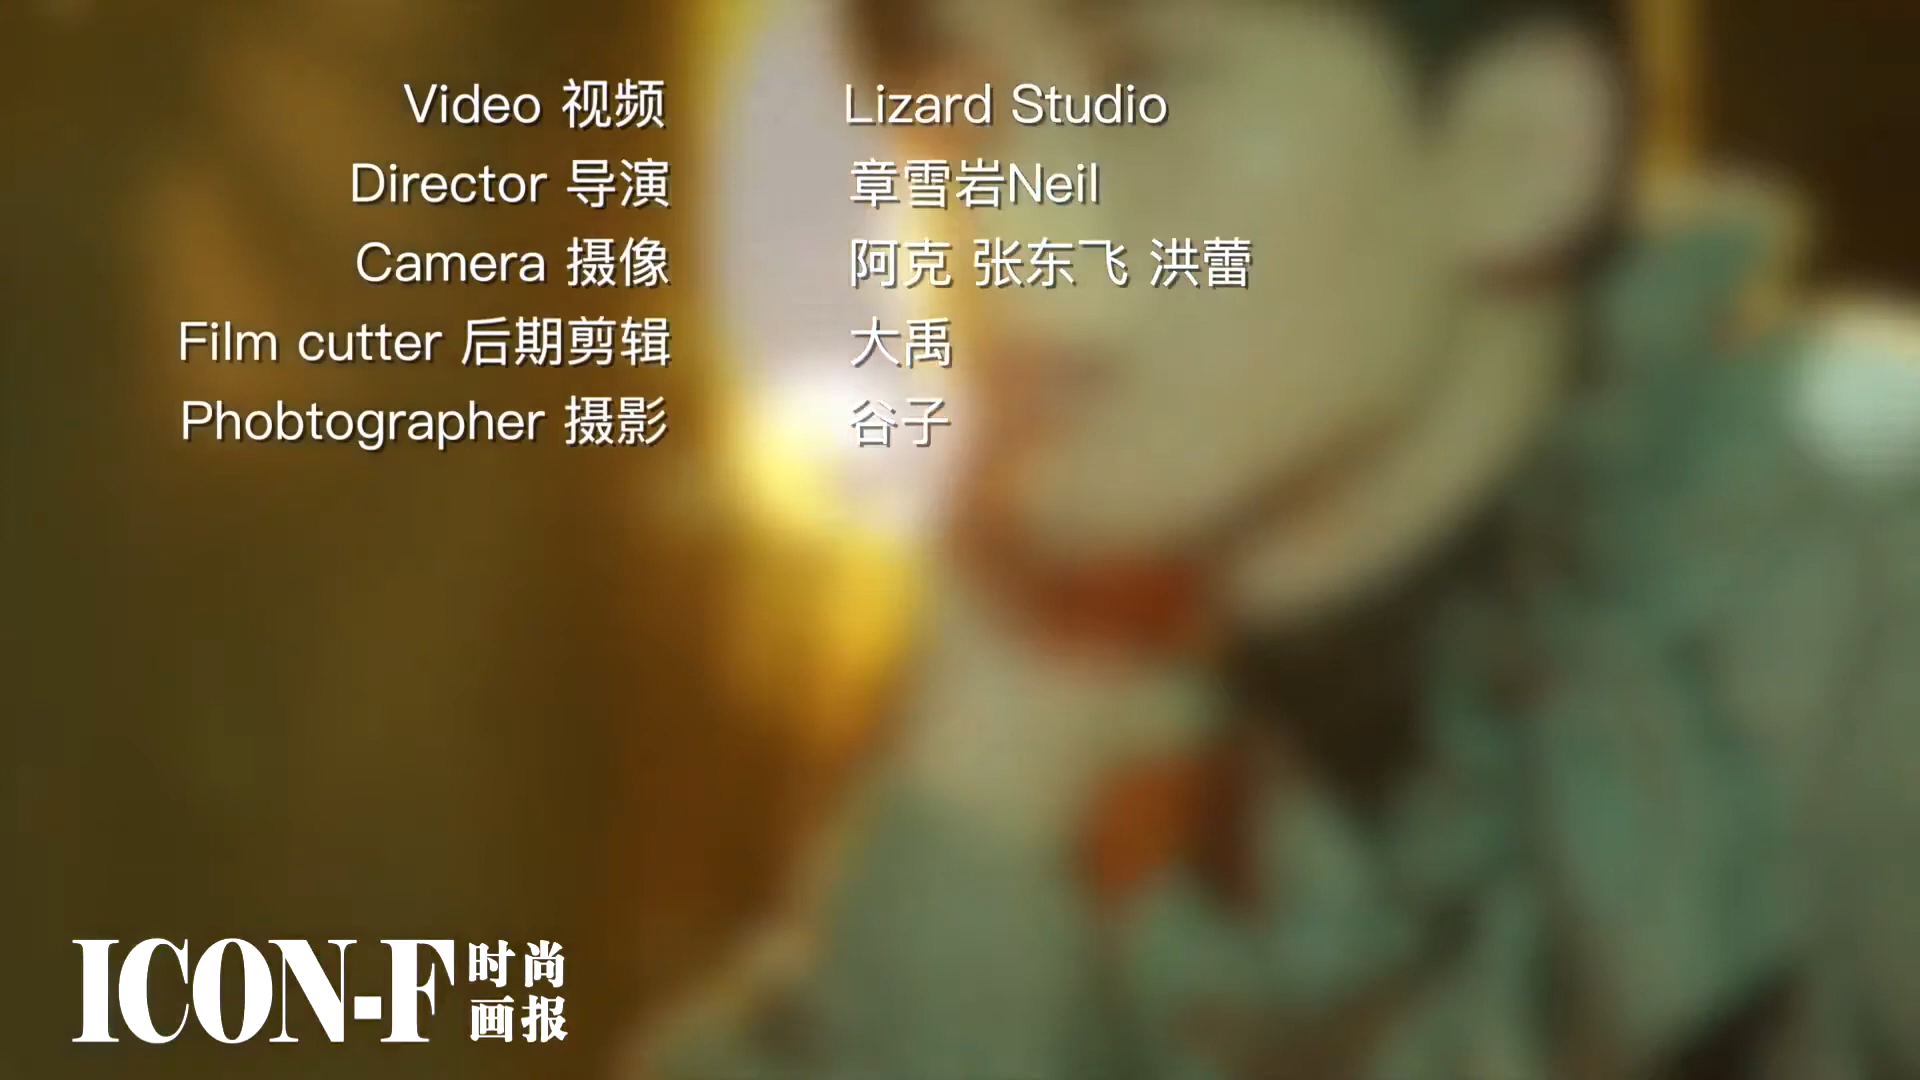 Video 视频 Lizard Studio
Director 导演 章雪岩Neil
Camera 摄像 阿克 张东飞 洪蕾
Film cutter 后期剪辑 大禹
Phobtographer 摄影 谷子
ICON-F 时尚
画报